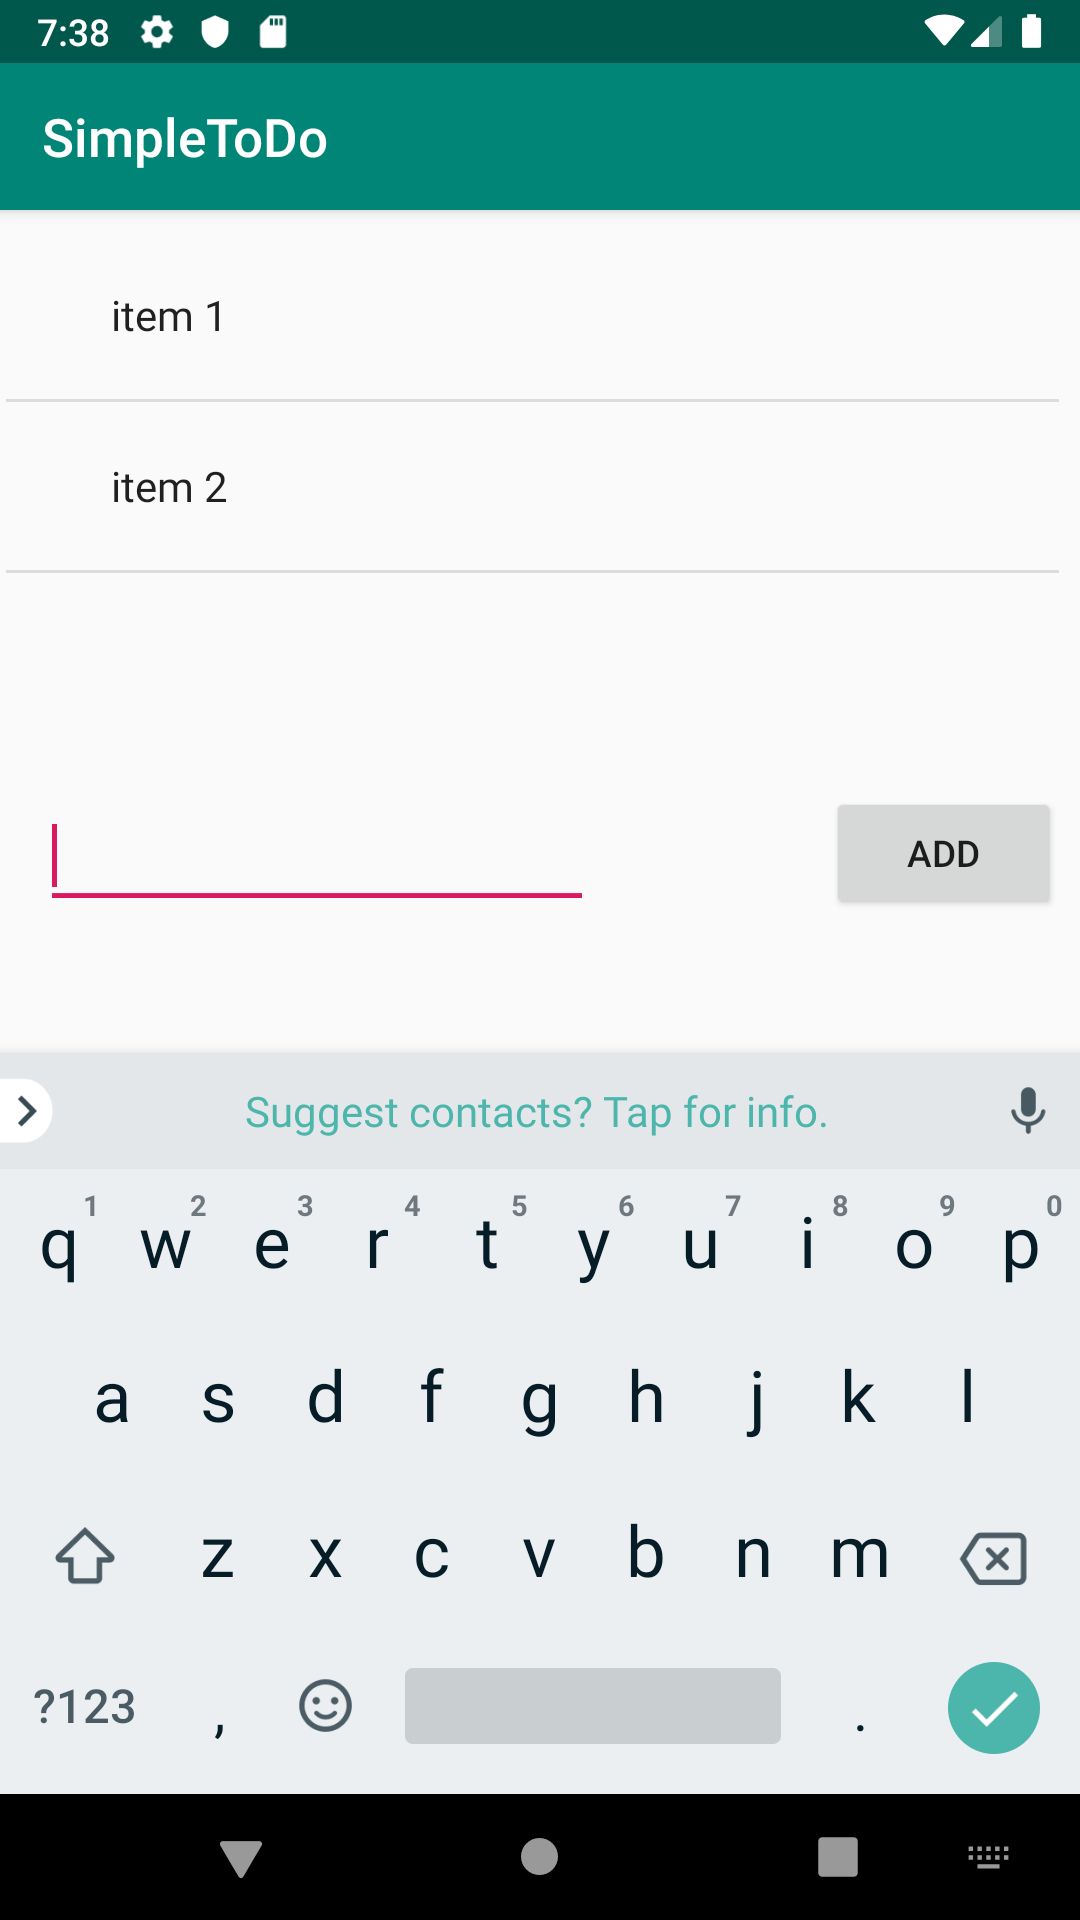 7:38
SimpleToDo
item 1
item 2
ADD
Suggest contacts? Tap for info.
q 1 w 2 e 3 r 4 t 5 y 6 u 7 i 8 o 9 p 0
a s d f g h j k l
z x c v b n m
?123 , .